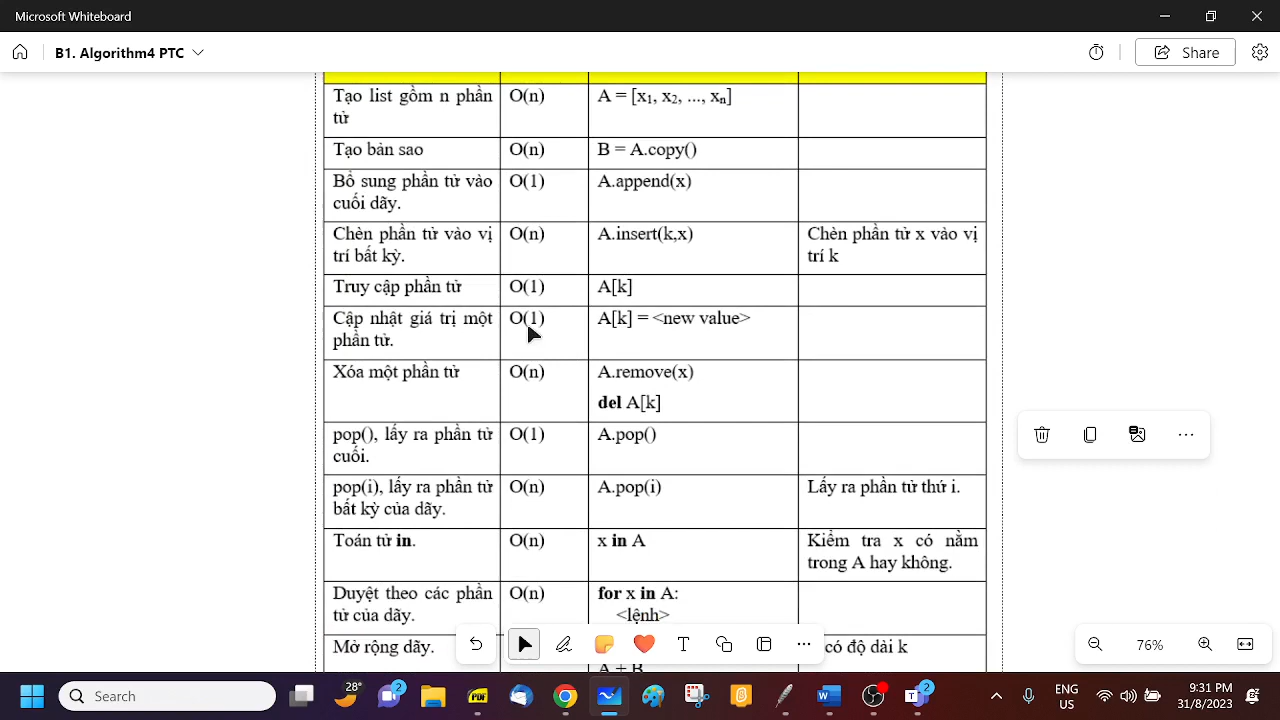 Microsoft Whiteboard
B1. Algorithm4 PTC
Share
Tạo list gồm n phần tử
O(n)
A = [x1, x2, ..., xn]
Tạo bản sao
O(n)
B = A.copy()
Bổ sung phần tử vào
cuối dãy.
O(1)
A.append(x)
Chèn phần tử vào vị
trí bất kỳ.
O(n)
A.insert(k,x)
Chèn phần tử x vào vị
trí k
Truy cập phần tử
O(1)
A[k]
Cập nhật giá trị một
phần tử.
O(1)
A[k] = <new value>
Xóa một phần tử
O(n)
A.remove(x)
del A[k]
pop(), lấy ra phần tử
cuối.
O(1)
A.pop()
pop(i), lấy ra phần tử
bất kỳ của dãy.
O(n)
A.pop(i)
Lấy ra phần tử thứ i.
Toán tử in.
O(n)
x in A
Kiểm tra x có nằm
trong A hay không.
Duyệt theo các phần
tử của dãy.
O(n)
for x in A:
<lệnh>
Mở rộng dãy.
A + B
có độ dài k
76%
Search
28°
2
PDF
2
ENG
US
9:31 PM
31/8/2023